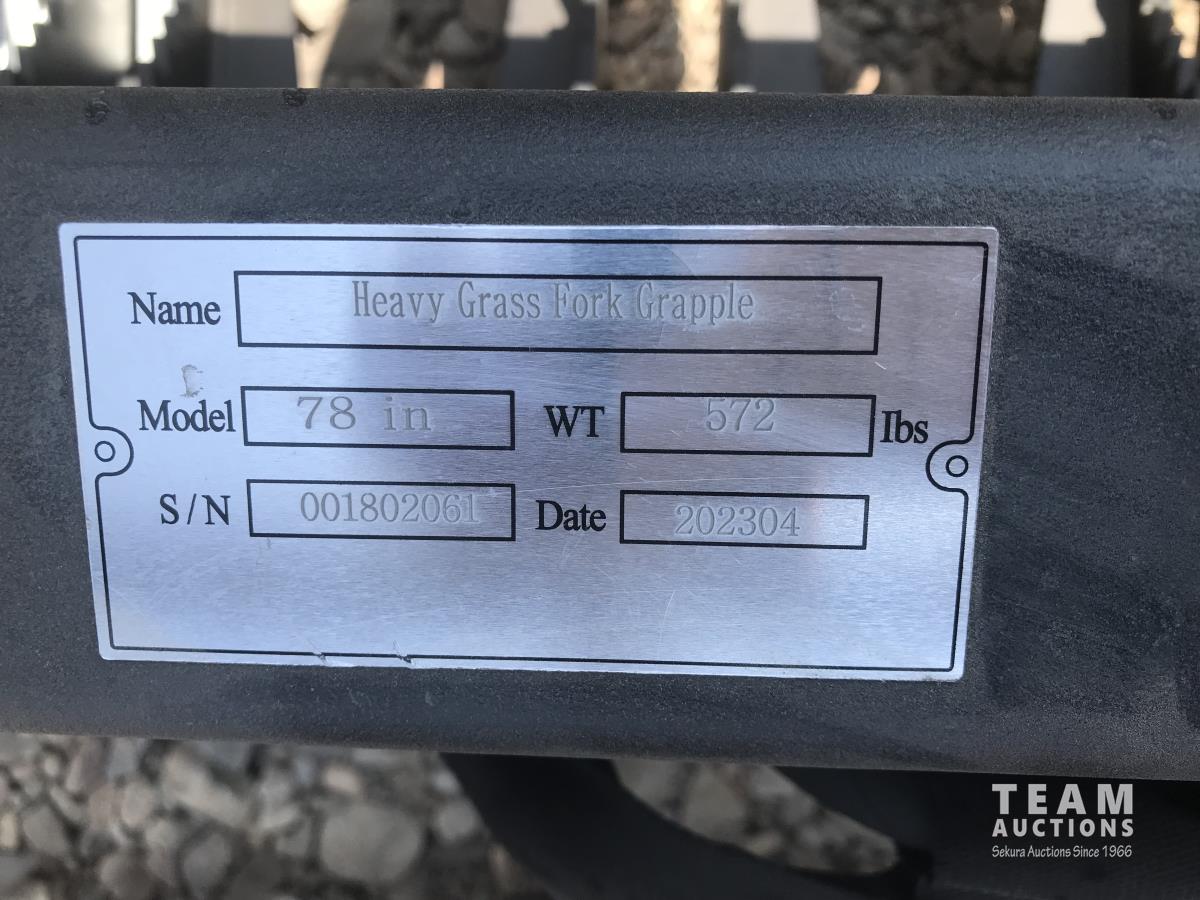 Name Heavy Grass Fork Grapple
Model 78 in WT 572 Ibs
S/N 001802061 Date 202304
TEAM
AUCTIONS
Sekura Auctions Since 1966